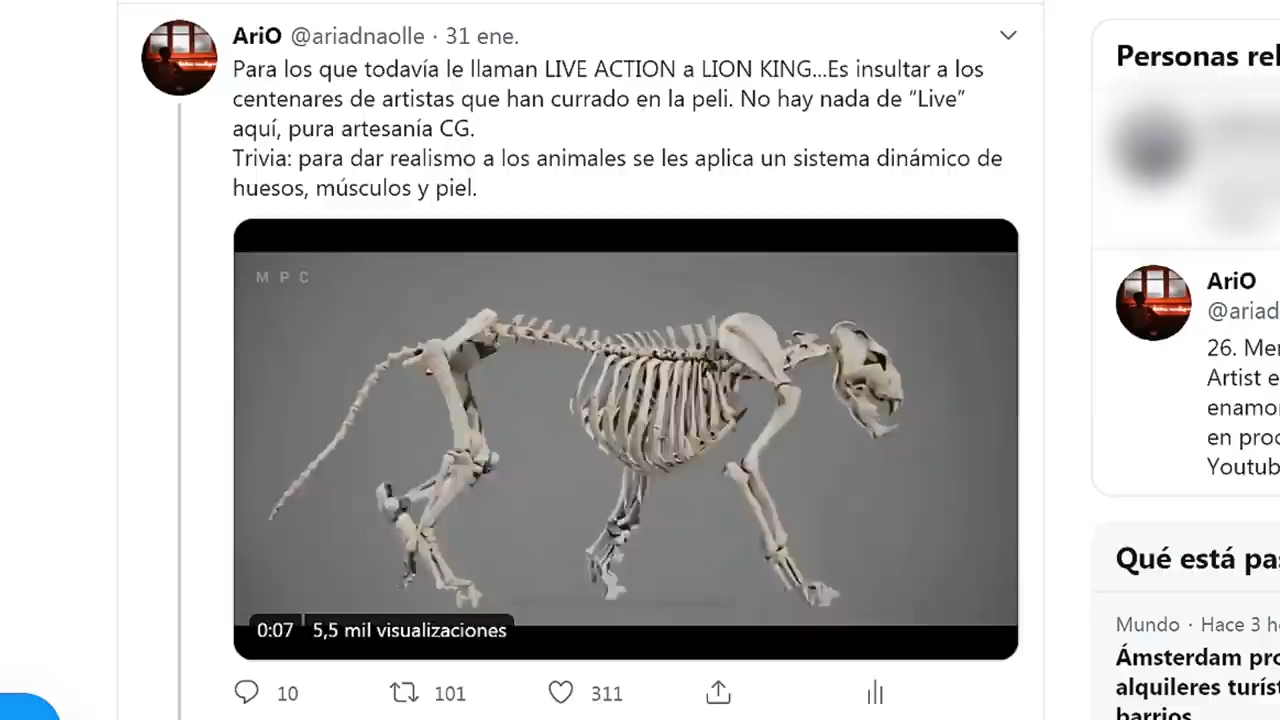 AriO @ariadnaolle · 31 ene.
Para los que todavía le llaman LIVE ACTION a LION KING...Es insultar a los
centenares de artistas que han currado en la peli. No hay nada de “Live”
aquí, pura artesanía CG.
Trivia: para dar realismo a los animales se les aplica un sistema dinámico de
huesos, músculos y piel.
MPC
0:07 5,5 mil visualizaciones
10 101 311
Personas rel
AriO
@ariad
26. Mer
Artist e
enamor
en proc
Youtub
Qué está pa
Mundo · Hace 3 h
Ámsterdam pro
alquileres turíst
barrios